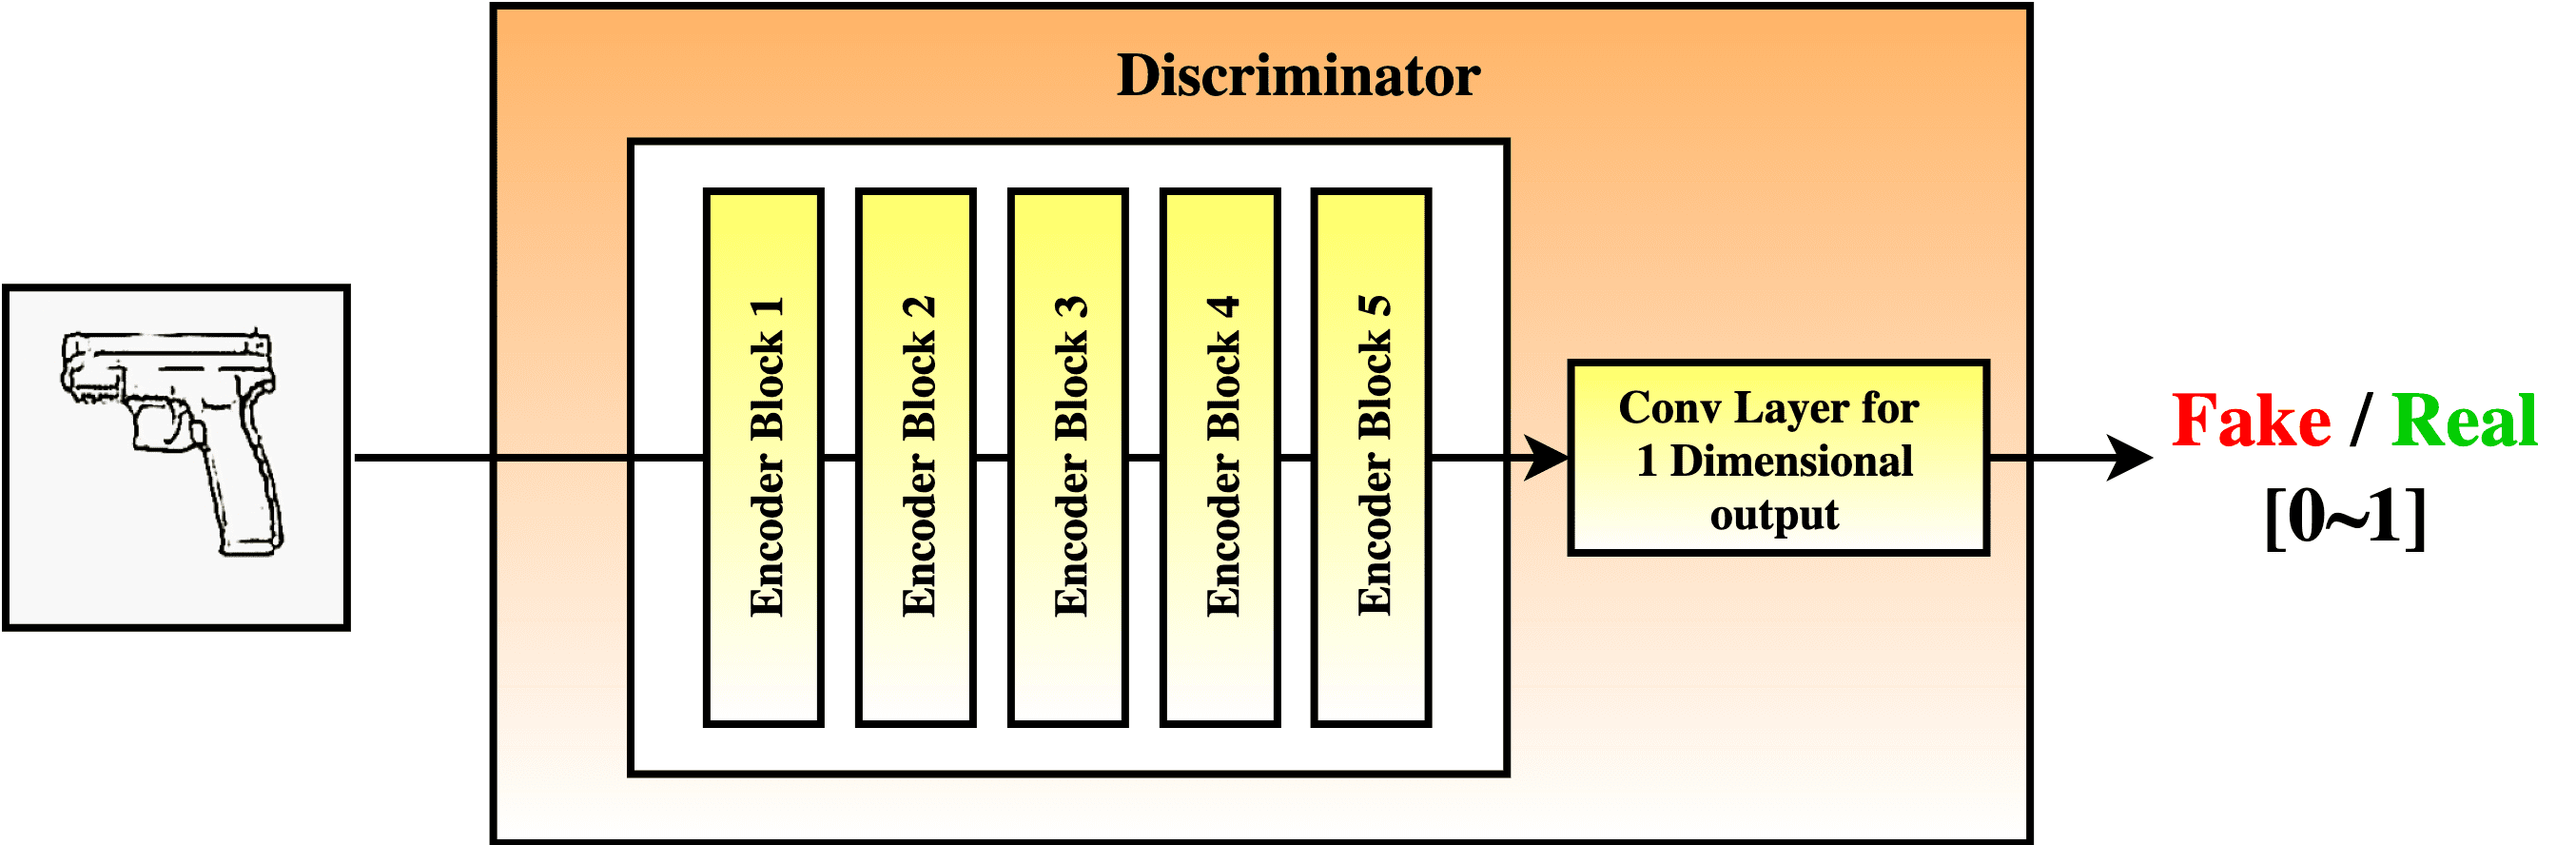 Discriminator
Encoder Block 1
Encoder Block 2
Encoder Block 3
Encoder Block 4
Encoder Block 5
Conv Layer for
1 Dimensional
output
Fake / Real
[0~1]